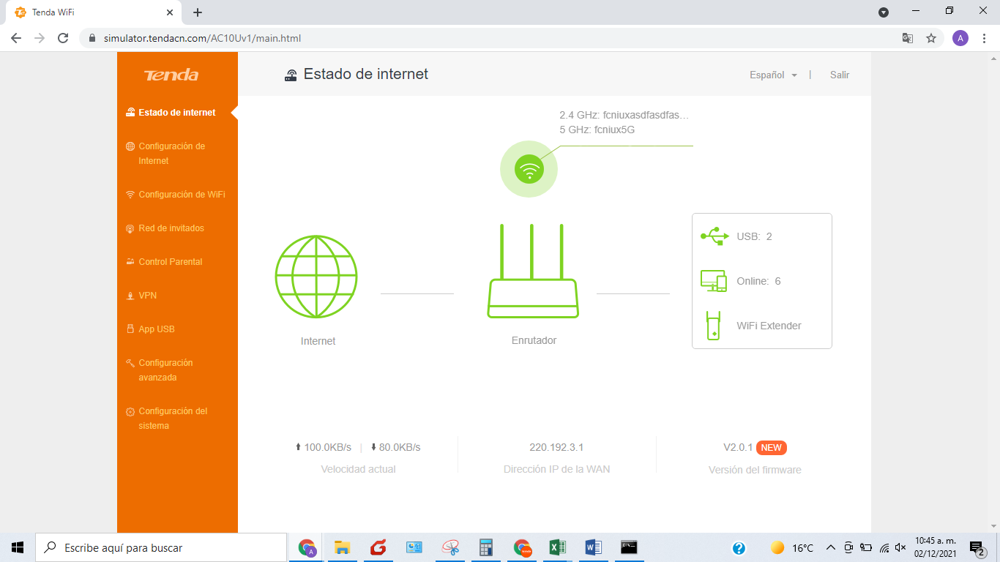 Tenda WiFi
simulator.tendacn.com/AC10Uv1/main.html
A
Tenda
Estado de internet
Español
|
Salir
Estado de internet
Configuración de
Internet
Configuración de WiFi
Red de invitados
Control Parental
VPN
App USB
Configuración
avanzada
Configuración del
sistema
2.4 GHz: fcniuxasdfasdfas…
5 GHz: fcniux5G
Internet
Enrutador
USB: 2
Online: 6
WiFi Extender
100.0KB/s | 80.0KB/s
Velocidad actual
220.192.3.1
Dirección IP de la WAN
V2.0.1 NEW
Versión del firmware
Escribe aquí para buscar
16°C
10:45 a. m.
02/12/2021
2